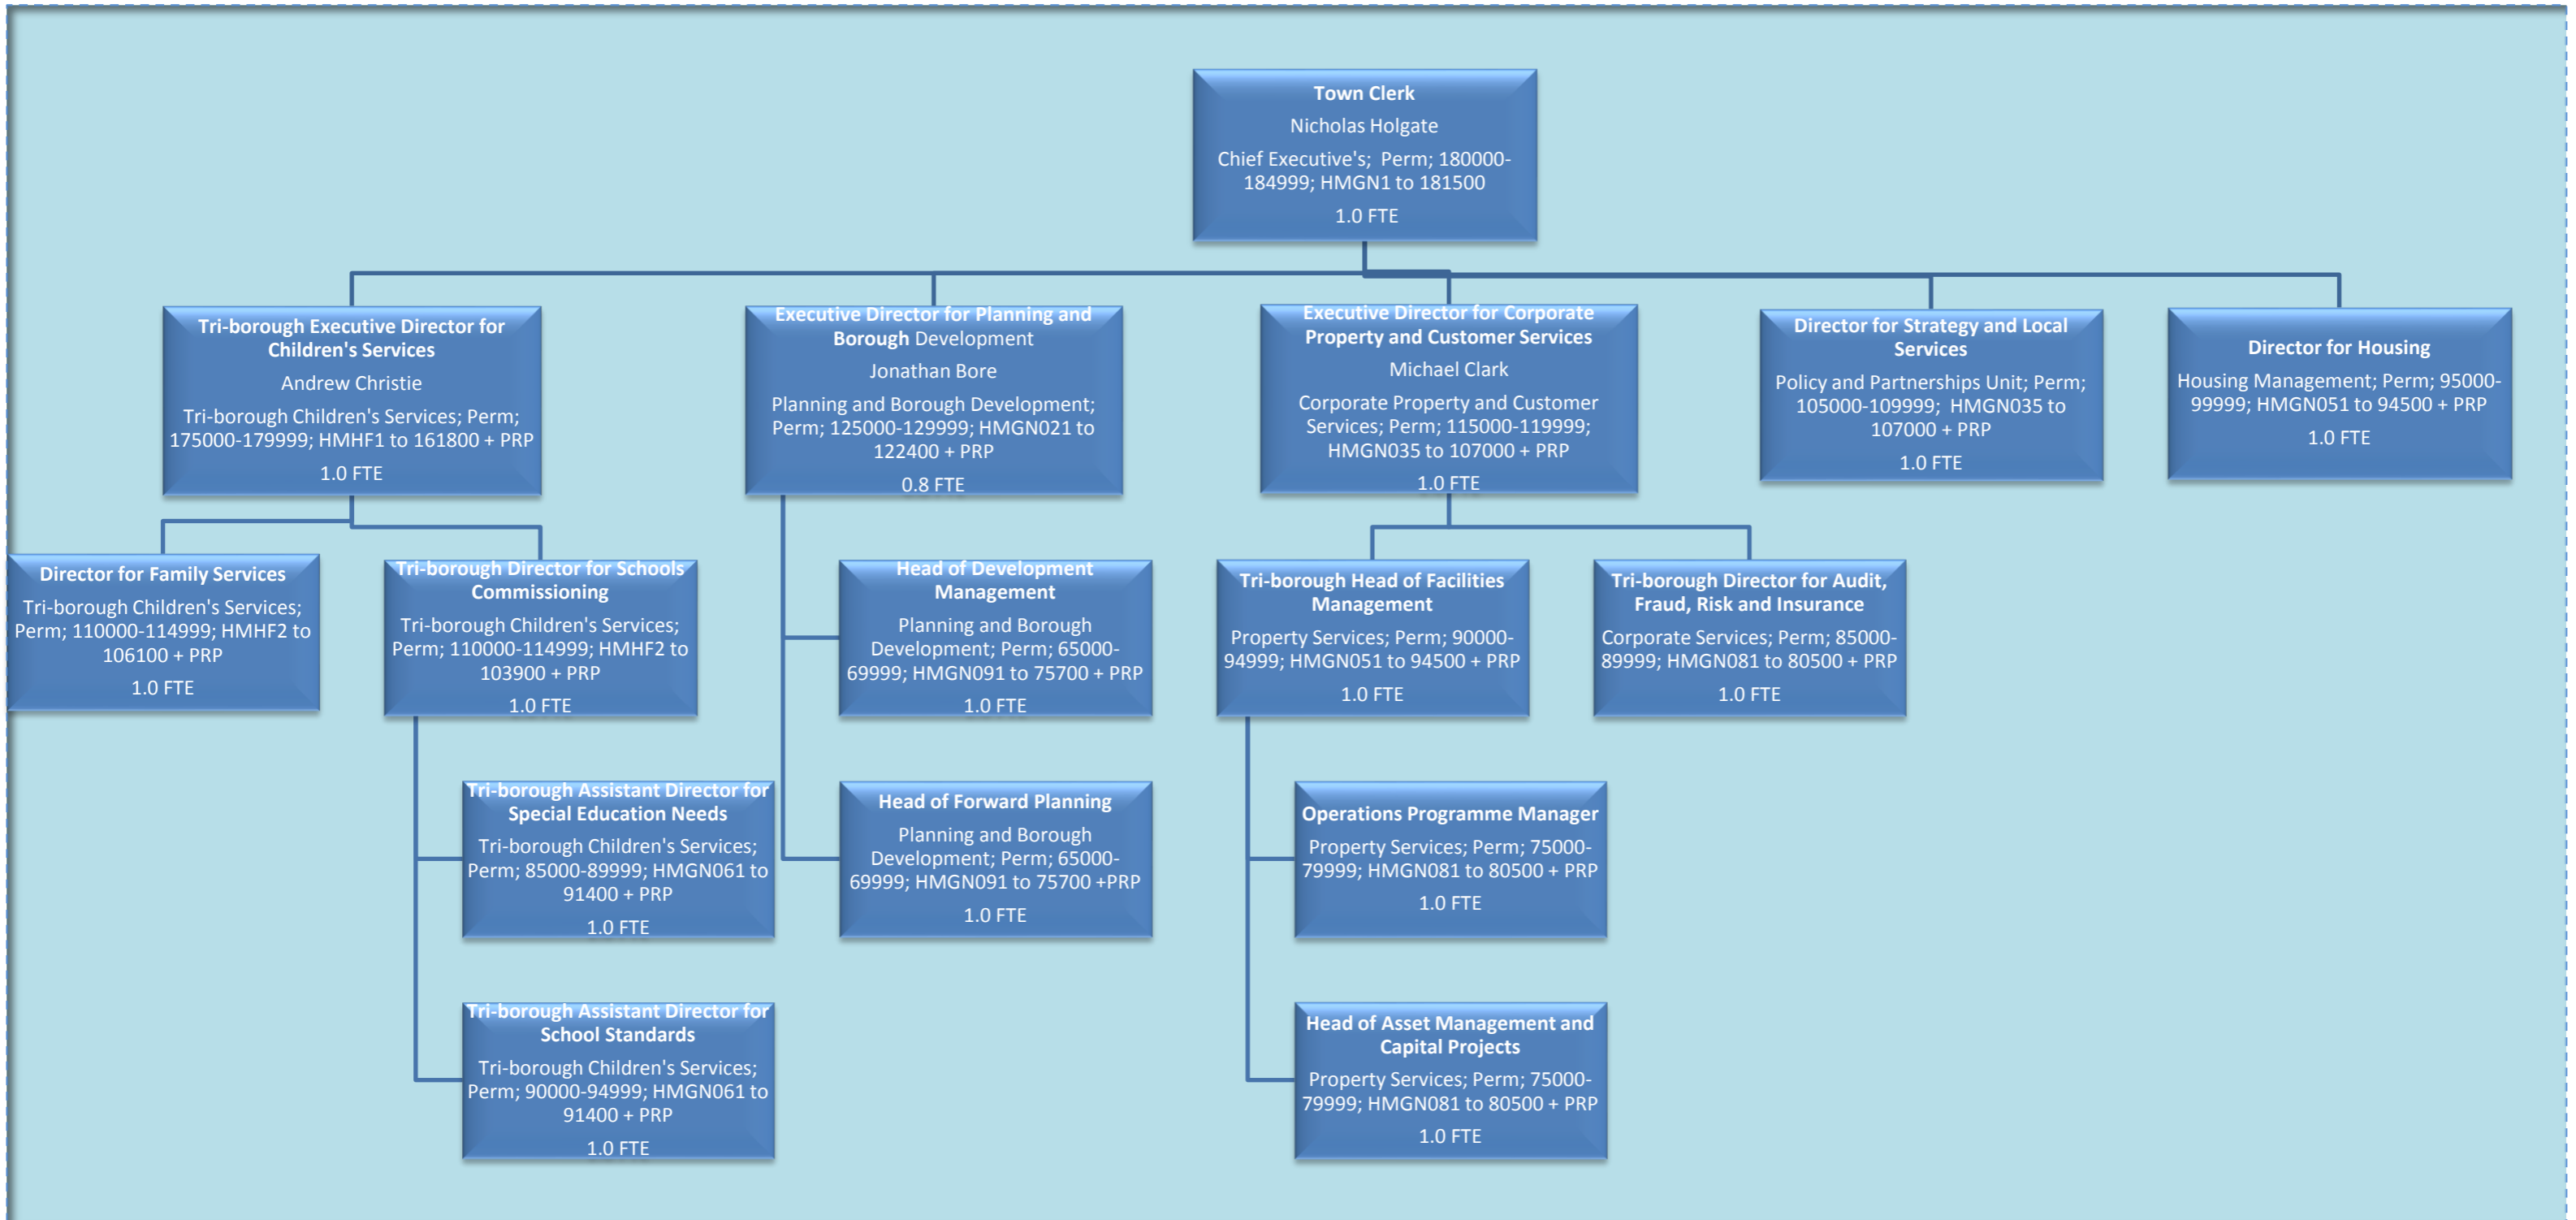 Town Clerk
Nicholas Holgate
Chief Executive's;  Perm; 180000-
184999; HMGN1 to 181500
1.0 FTE
Tri-borough Executive Director for
Children's Services
Andrew Christie
Tri-borough Children's Services; Perm;
175000-179999; HMHF1 to 161800 + PRP
1.0 FTE
Executive Director for Planning and
Borough Development
Jonathan Bore
Planning and Borough Development;
Perm; 125000-129999; HMGN021 to
122400 + PRP
0.8 FTE
Executive Director for Corporate
Property and Customer Services
Michael Clark
Corporate Property and Customer
Services; Perm; 115000-119999;
HMGN035 to 107000 + PRP
1.0 FTE
Director for Strategy and Local
Services
Policy and Partnerships Unit; Perm;
105000-109999;  HMGN035 to
107000 + PRP
1.0 FTE
Director for Housing
Housing Management; Perm; 95000-
99999; HMGN051 to 94500 + PRP
1.0 FTE
Director for Family Services
Tri-borough Children's Services;
Perm; 110000-114999; HMHF2 to
106100 + PRP
1.0 FTE
Tri-borough Director for Schools
Commissioning
Tri-borough Children's Services;
Perm; 110000-114999; HMHF2 to
103900 + PRP
1.0 FTE
Head of Development
Management
Planning and Borough
Development; Perm; 65000-
69999; HMGN091 to 75700 + PRP
1.0 FTE
Tri-borough Head of Facilities
Management
Property Services; Perm; 90000-
94999; HMGN051 to 94500 + PRP
1.0 FTE
Tri-borough Director for Audit,
Fraud, Risk and Insurance
Corporate Services; Perm; 85000-
89999; HMGN081 to 80500 + PRP
1.0 FTE
Tri-borough Assistant Director for
Special Education Needs
Tri-borough Children's Services;
Perm; 85000-89999; HMGN061 to
91400 + PRP
1.0 FTE
Head of Forward Planning
Planning and Borough
Development; Perm; 65000-
69999; HMGN091 to 75700 +PRP
1.0 FTE
Operations Programme Manager
Property Services; Perm; 75000-
79999; HMGN081 to 80500 + PRP
1.0 FTE
Tri-borough Assistant Director for
School Standards
Tri-borough Children's Services;
Perm; 90000-94999; HMGN061 to
91400 + PRP
1.0 FTE
Head of Asset Management and
Capital Projects
Property Services; Perm; 75000-
79999; HMGN081 to 80500 + PRP
1.0 FTE